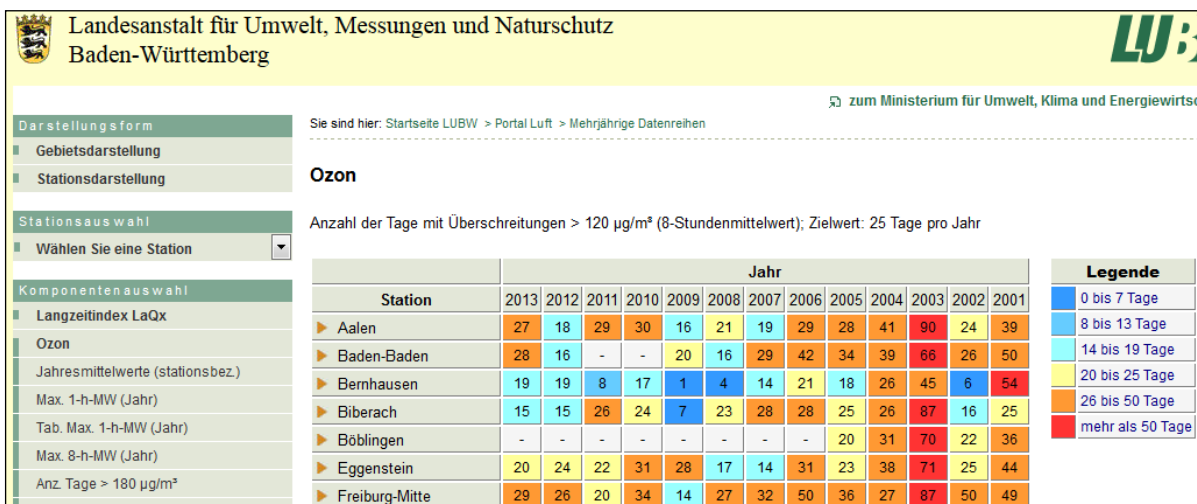 Landesanstalt für Umwelt, Messungen und Naturschutz
Baden-Württemberg
zum Ministerium für Umwelt, Klima und Energiewirtsc
Darstellungsform
Gebietsdarstellung
Stationsdarstellung
Stationsauswahl
Wählen Sie eine Station
Komponentenauswahl
Langzeitindex LaQx
Ozon
Jahresmittelwerte (stationsbez.)
Max. 1-h-MW (Jahr)
Tab. Max. 1-h-MW (Jahr)
Max. 8-h-MW (Jahr)
Anz. Tage > 180 µg/m³
Sie sind hier: Startseite LUBW > Portal Luft > Mehrjährige Datenreihen
Ozon
Anzahl der Tage mit Überschreitungen > 120 µg/m³ (8-Stundenmittelwert); Zielwert: 25 Tage pro Jahr
Jahr
Station 2013 2012 2011 2010 2009 2008 2007 2006 2005 2004 2003 2002 2001
Aalen 27 18 29 30 16 21 19 29 28 41 90 24 39
Baden-Baden 28 16 - - 20 16 29 42 34 39 66 26 50
Bernhausen 19 19 8 17 1 4 14 21 18 26 45 6 54
Biberach 15 15 26 24 7 23 28 28 25 26 87 16 25
Böblingen - - - - - - - - 20 31 70 22 36
Eggenstein 20 24 22 31 28 17 14 31 23 38 71 25 44
Freiburg-Mitte 29 26 20 34 14 27 32 50 36 27 87 50 49
Legende
0 bis 7 Tage
8 bis 13 Tage
14 bis 19 Tage
20 bis 25 Tage
26 bis 50 Tage
mehr als 50 Tage